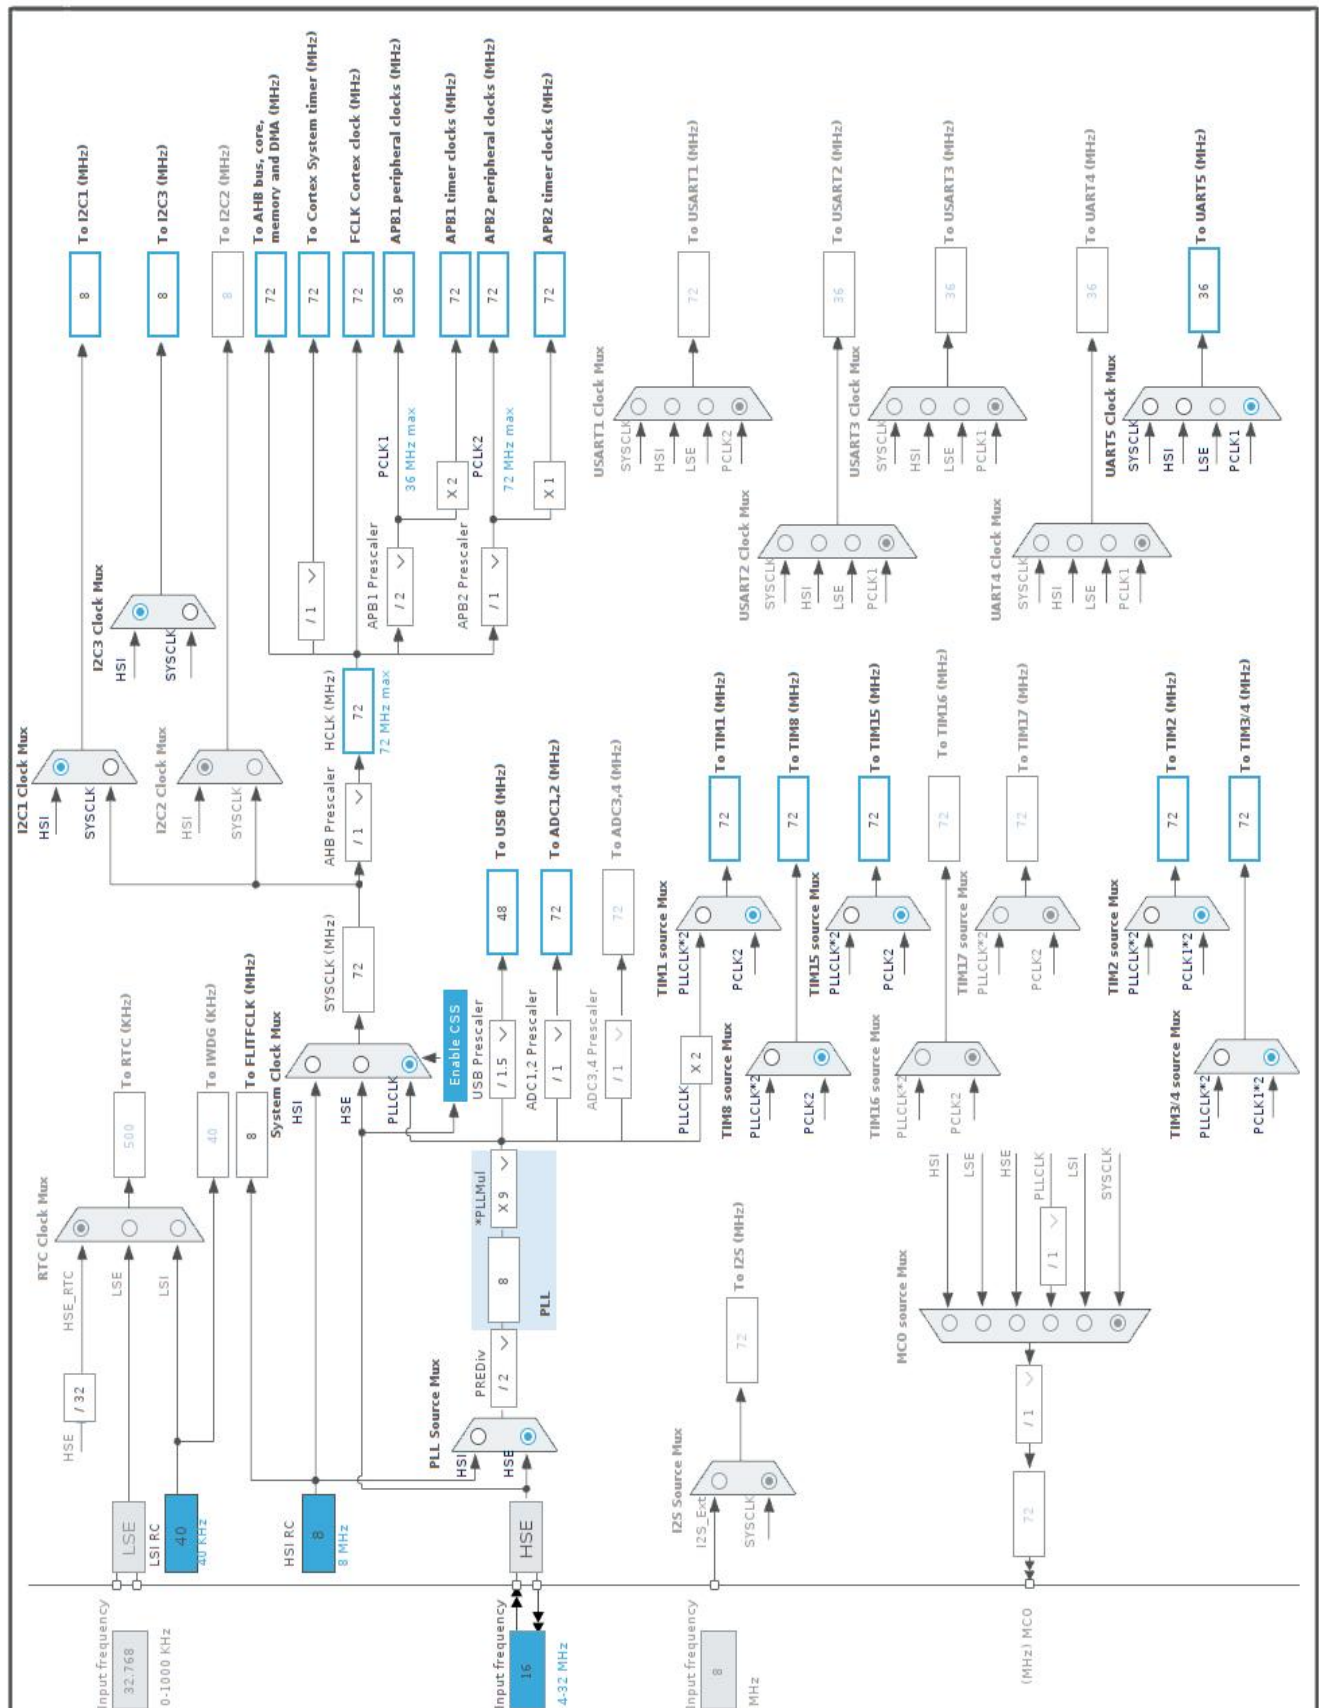 Input frequency
32.768
0-1000 KHz
LSE
LSI RC
40
40 KHz
HSE
/ 32
HSE_RTC
LSE
LSI
RTC Clock Mux
500
To RTC (KHz)
40
To IWDG (KHz)
8
To FLITFCLK (MHz)
HSI RC
8
8 MHz
System Clock Mux
HSI
HSE
PLLCLK
Enable CSS
SYSCLK (MHz)
72
AHB Prescaler
/ 1
HCLK (MHz)
72
72 MHz max
I2C1 Clock Mux
HSI
SYSCLK
8
To I2C1 (MHz)
I2C3 Clock Mux
HSI
SYSCLK
8
To I2C3 (MHz)
I2C2 Clock Mux
HSI
SYSCLK
8
To I2C2 (MHz)
72
To AHB bus, core,
memory and DMA (MHz)
/ 1
72
To Cortex System timer (MHz)
72
FCLK Cortex clock (MHz)
APB1 Prescaler
/ 2
PCLK1
36 MHz max
36
APB1 peripheral clocks (MHz)
X 2
72
APB1 timer clocks (MHz)
APB2 Prescaler
/ 1
PCLK2
72 MHz max
72
APB2 peripheral clocks (MHz)
X 1
72
APB2 timer clocks (MHz)
Input frequency
16
4-32 MHz
HSE
PLL Source Mux
HSI
HSE
PREDiv
/ 2
8
*PLLMul
X 9
PLL
USB Prescaler
/ 1.5
48
To USB (MHz)
ADC1,2 Prescaler
/ 1
72
To ADC1,2 (MHz)
ADC3,4 Prescaler
/ 1
72
To ADC3,4 (MHz)
PLLCLK
X 2
TIM1 source Mux
PLLCLK*2
PCLK2
72
To TIM1 (MHz)
TIM8 source Mux
PLLCLK*2
PCLK2
72
To TIM8 (MHz)
TIM15 source Mux
PLLCLK*2
PCLK2
72
To TIM15 (MHz)
TIM16 source Mux
PLLCLK*2
PCLK2
72
To TIM16 (MHz)
TIM17 source Mux
PLLCLK*2
PCLK2
72
To TIM17 (MHz)
TIM2 source Mux
PLLCLK*2
PCLK1*2
72
To TIM2 (MHz)
TIM3/4 source Mux
PLLCLK*2
PCLK1*2
72
To TIM3/4 (MHz)
USART1 Clock Mux
SYSCLK
HSI
LSE
PCLK2
72
To USART1 (MHz)
USART2 Clock Mux
SYSCLK
HSI
LSE
PCLK1
36
To USART2 (MHz)
USART3 Clock Mux
SYSCLK
HSI
LSE
PCLK1
36
To USART3 (MHz)
UART4 Clock Mux
SYSCLK
HSI
LSE
PCLK1
36
To UART4 (MHz)
UART5 Clock Mux
SYSCLK
HSI
LSE
PCLK1
36
To UART5 (MHz)
Input frequency
8
MHz
I2S Source Mux
I2S_Ext
SYSCLK
72
To I2S (MHz)
MCO source Mux
HSI
LSE
HSE
PLLCLK
/ 1
LSI
SYSCLK
/ 1
72
(MHz) MCO